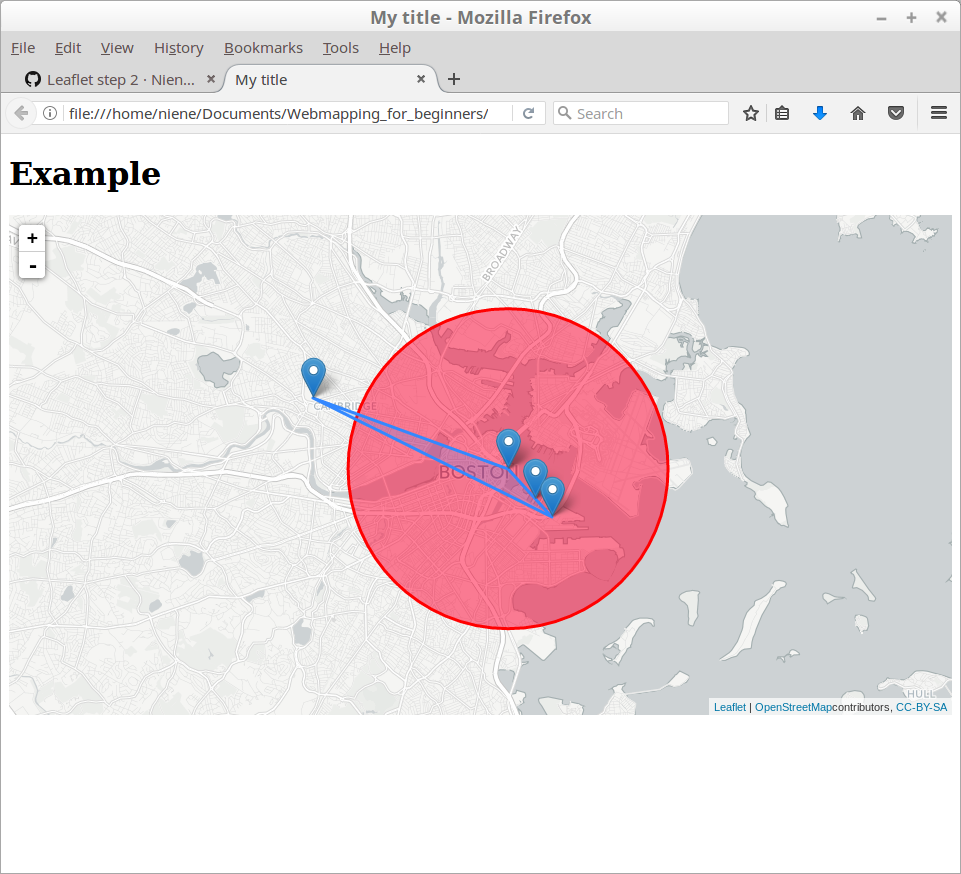 My title - Mozilla Firefox
File Edit View History Bookmarks Tools Help
Leaflet step 2 · Nien... × My title ×
file:///home/niene/Documents/Webmapping_for_beginners/ Search
Example
+
-
BROADWAY
CAMBRIDGE
BOSTON
HULL
Leaflet | OpenStreetMapcontributors, CC-BY-SA